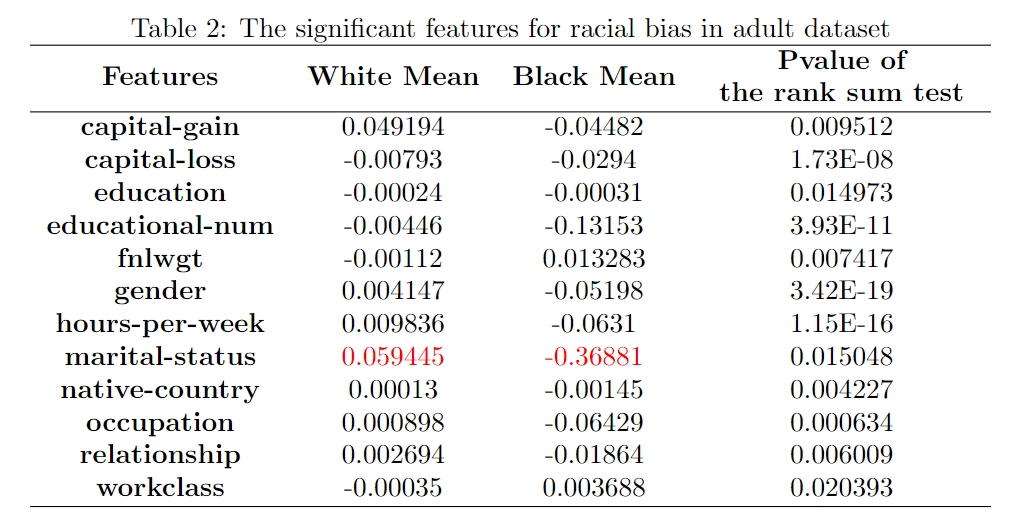 Table 2: The significant features for racial bias in adult dataset
Features White Mean Black Mean Pvalue of the rank sum test
capital-gain 0.049194 -0.04482 0.009512
capital-loss -0.00793 -0.0294 1.73E-08
education -0.00024 -0.00031 0.014973
educational-num -0.00446 -0.13153 3.93E-11
fnlwgt -0.00112 0.013283 0.007417
gender 0.004147 -0.05198 3.42E-19
hours-per-week 0.009836 -0.0631 1.15E-16
marital-status 0.059445 -0.36881 0.015048
native-country 0.00013 -0.00145 0.004227
occupation 0.000898 -0.06429 0.000634
relationship 0.002694 -0.01864 0.006009
workclass -0.00035 0.003688 0.020393